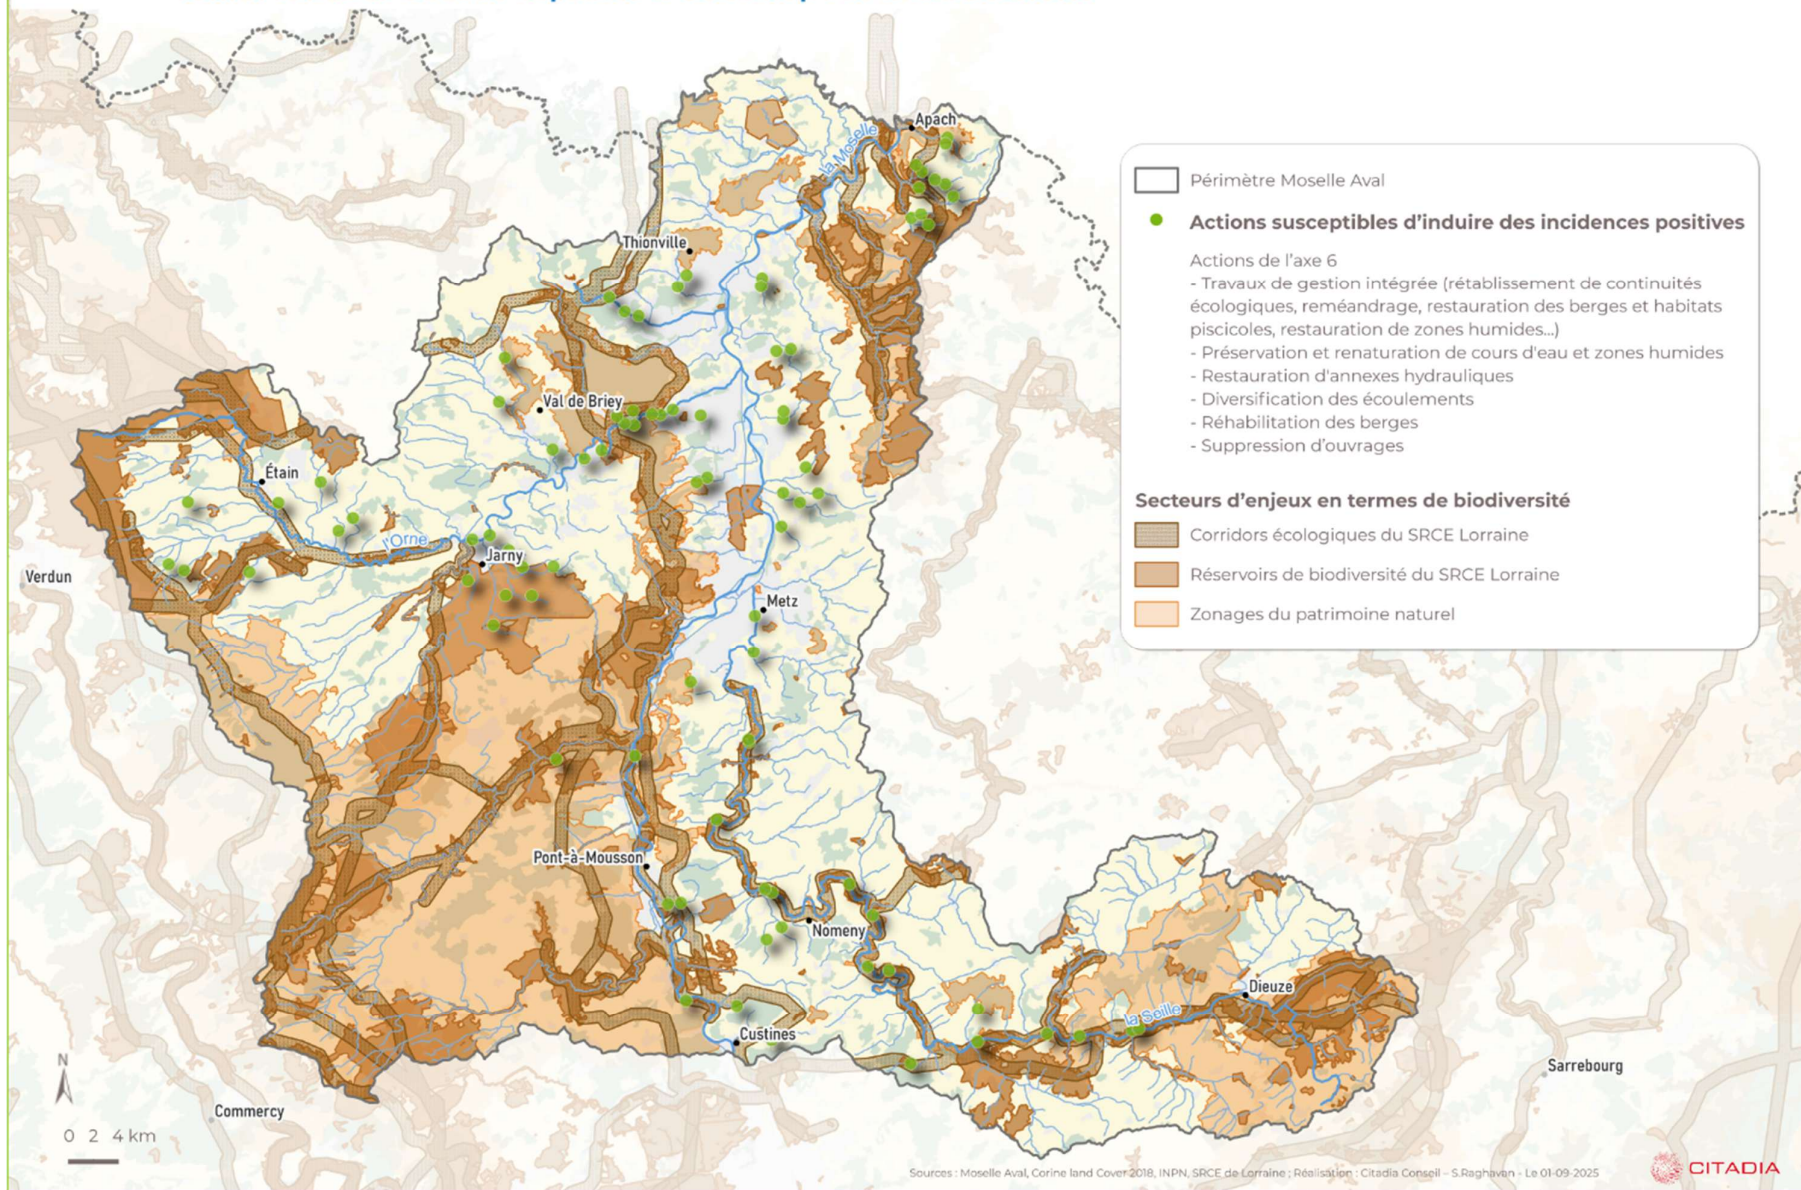 Apach
la Moselle
Thionville
Val de Briey
Étain
l'Orne
Jarny
Verdun
Metz
Pont-à-Mousson
Nomeny
Dieuze
la Seille
Custines
Sarrebourg
Commercy
N
0 2 4 km
Périmètre Moselle Aval
Actions susceptibles d'induire des incidences positives
Actions de l'axe 6
- Travaux de gestion intégrée (rétablissement de continuités
écologiques, reméandrage, restauration des berges et habitats
piscicoles, restauration de zones humides...)
- Préservation et renaturation de cours d'eau et zones humides
- Restauration d'annexes hydrauliques
- Diversification des écoulements
- Réhabilitation des berges
- Suppression d'ouvrages
Secteurs d'enjeux en termes de biodiversité
Corridors écologiques du SRCE Lorraine
Réservoirs de biodiversité du SRCE Lorraine
Zonages du patrimoine naturel
Sources : Moselle Aval, Corine land Cover 2018, INPN, SRCE de Lorraine ; Réalisation : Citadia Conseil – S.Raghavan - Le 01-09-2025
CITADIA